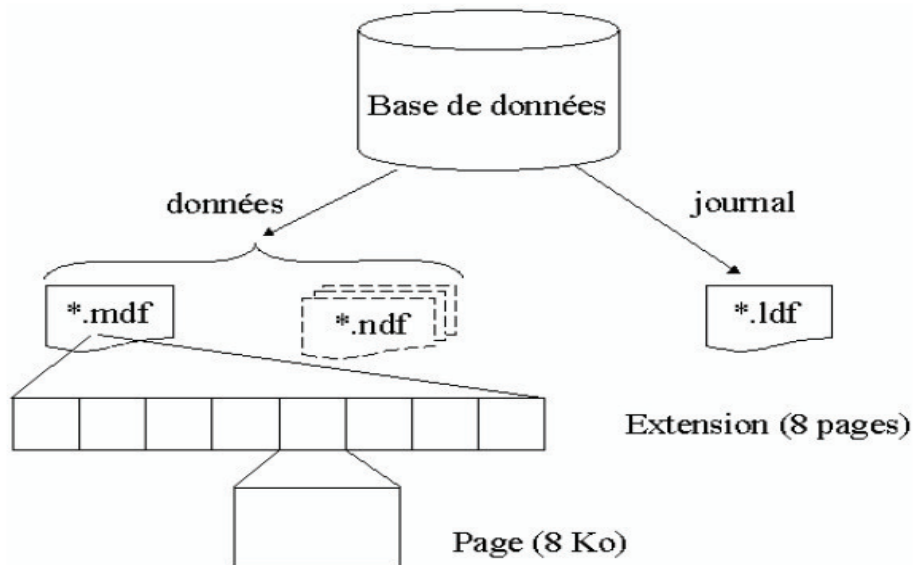 Base de données
données
journal
*.mdf
*.ndf
*.ldf
Extension (8 pages)
Page (8 Ko)